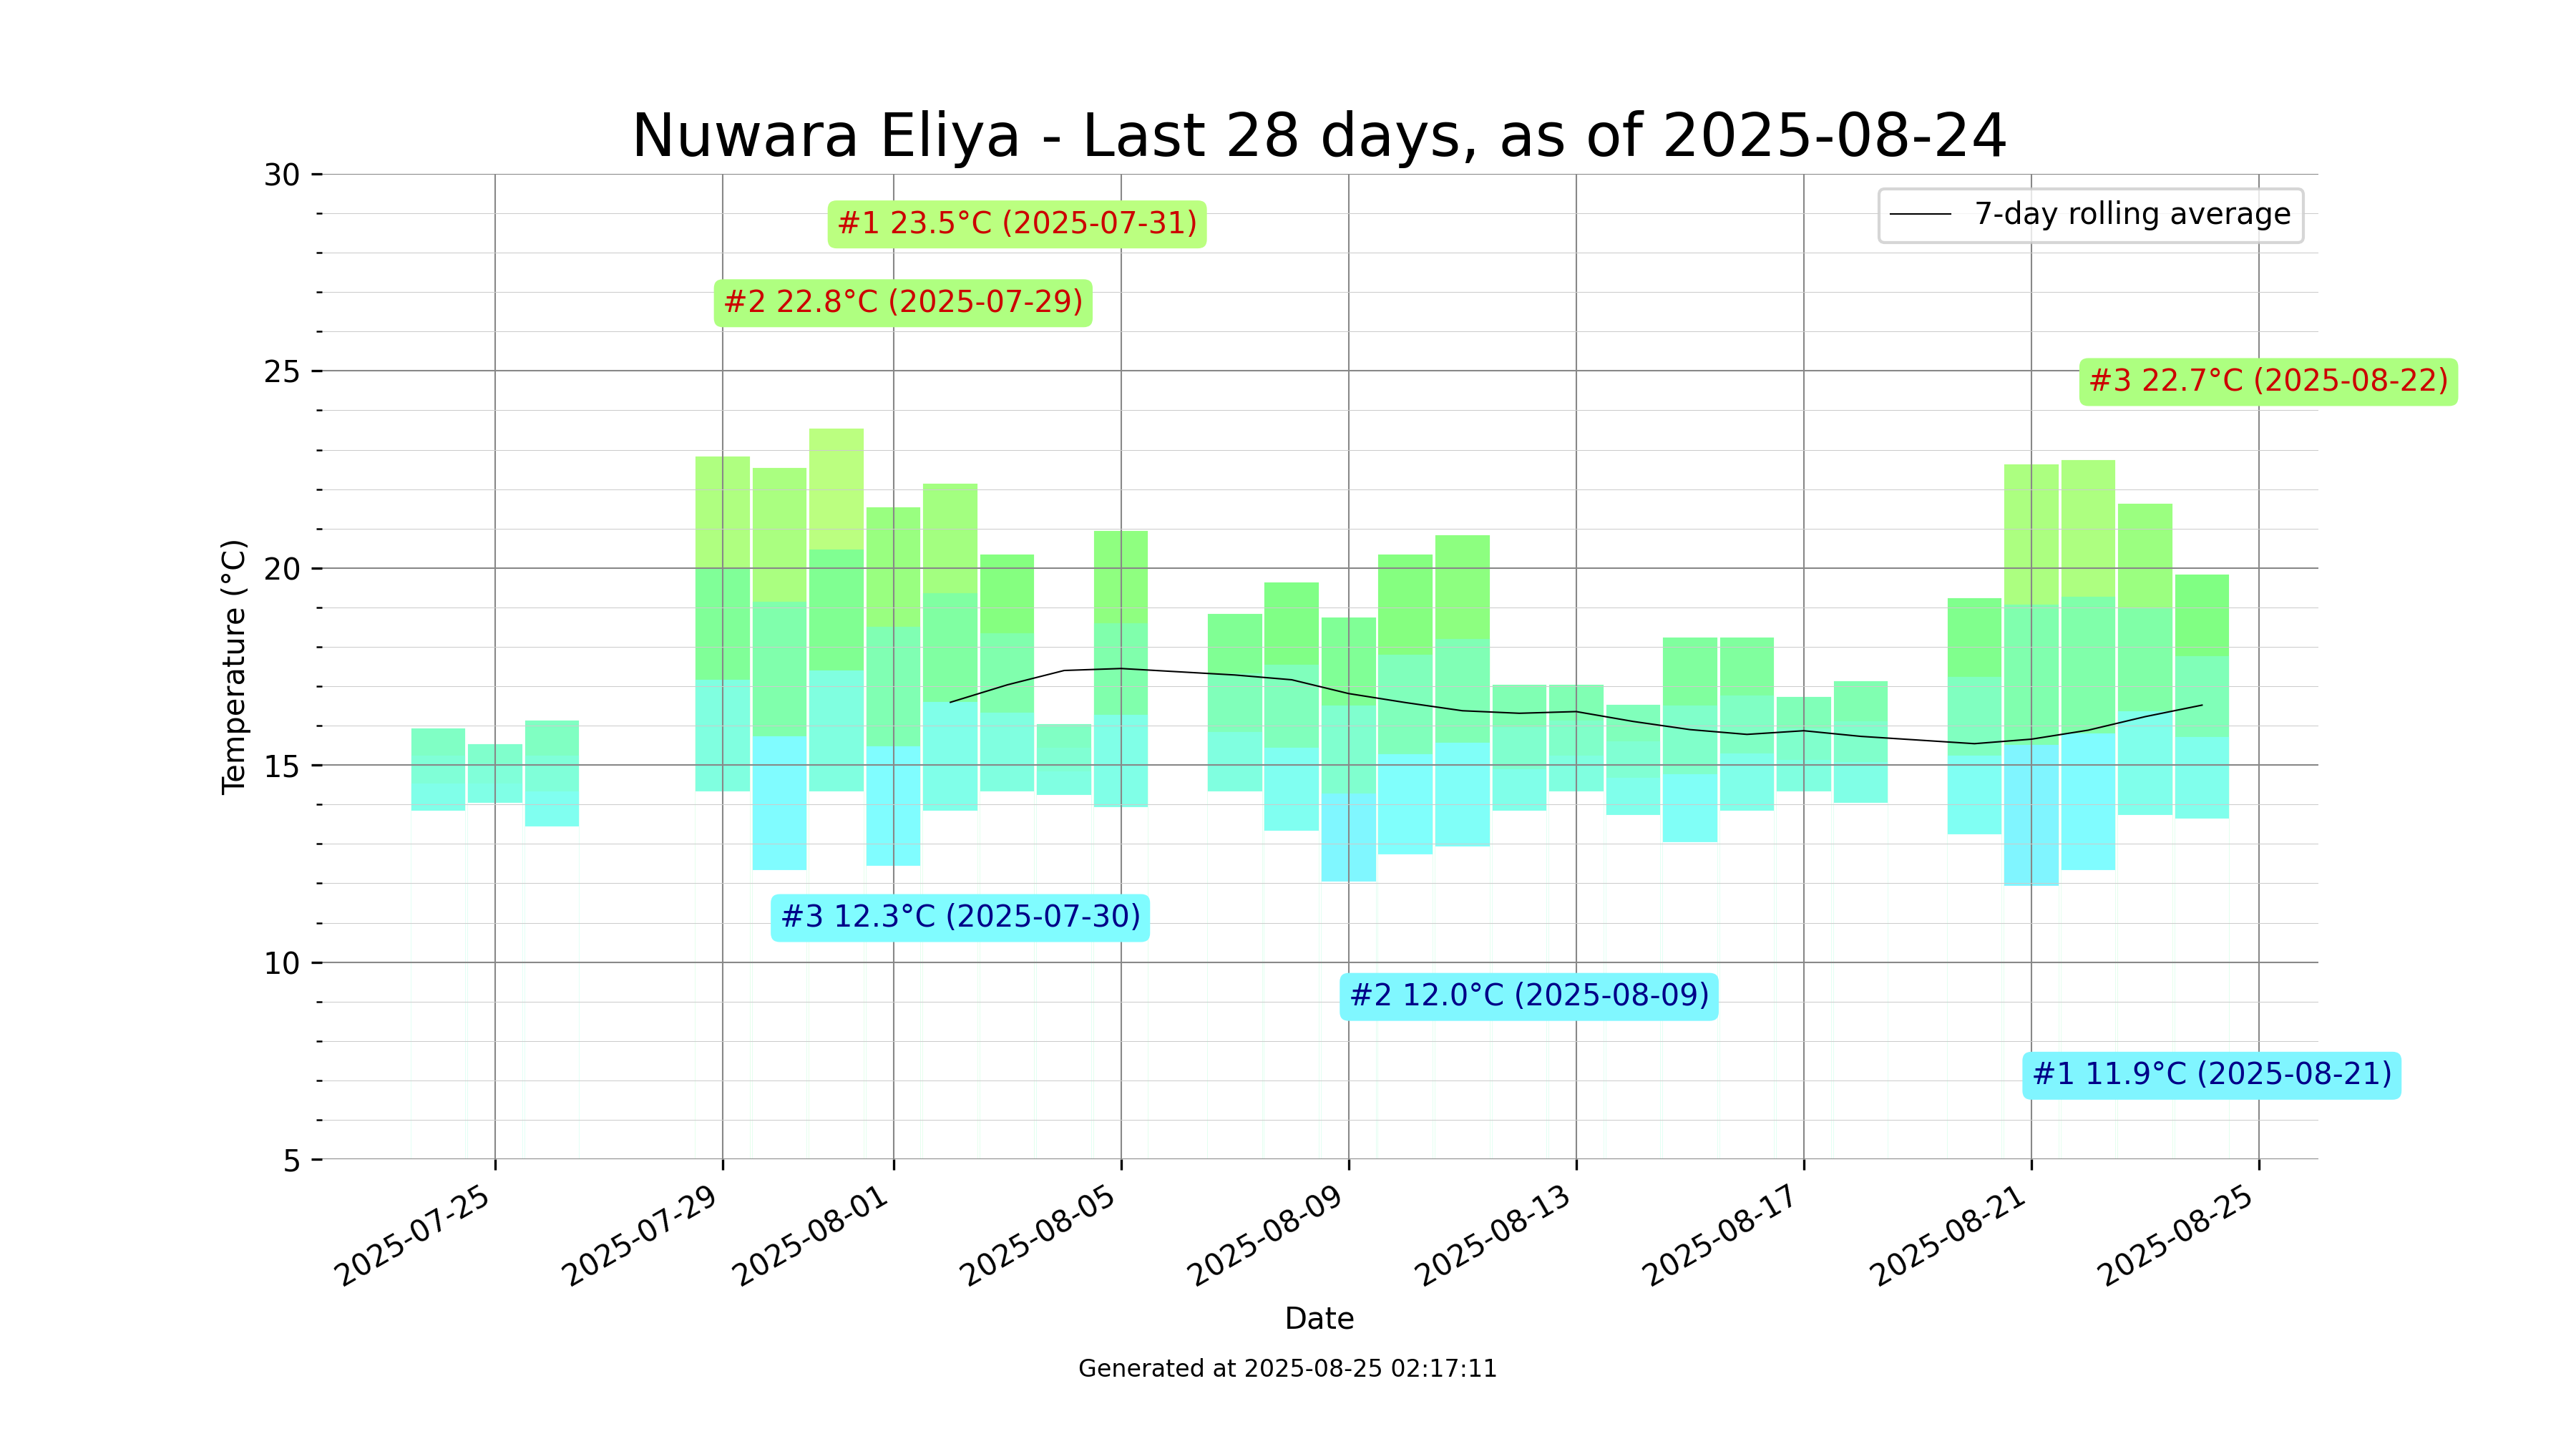 Nuwara Eliya - Last 28 days, as of 2025-08-24
30
25
20
15
10
5
Temperature (°C)
7-day rolling average
#1 23.5°C (2025-07-31)
#2 22.8°C (2025-07-29)
#3 22.7°C (2025-08-22)
#3 12.3°C (2025-07-30)
#2 12.0°C (2025-08-09)
#1 11.9°C (2025-08-21)
2025-07-25
2025-07-29
2025-08-01
2025-08-05
2025-08-09
2025-08-13
2025-08-17
2025-08-21
2025-08-25
Date
Generated at 2025-08-25 02:17:11